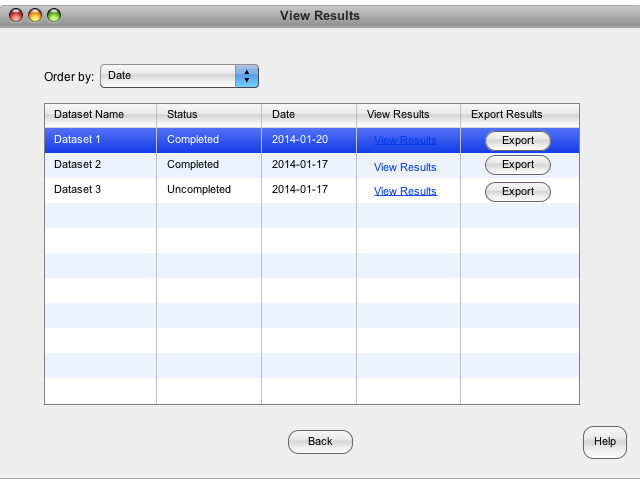 View Results
Order by: Date
Dataset Name Status Date View Results Export Results
Dataset 1 Completed 2014-01-20 View Results Export
Dataset 2 Completed 2014-01-17 View Results Export
Dataset 3 Uncompleted 2014-01-17 View Results Export
Back
Help